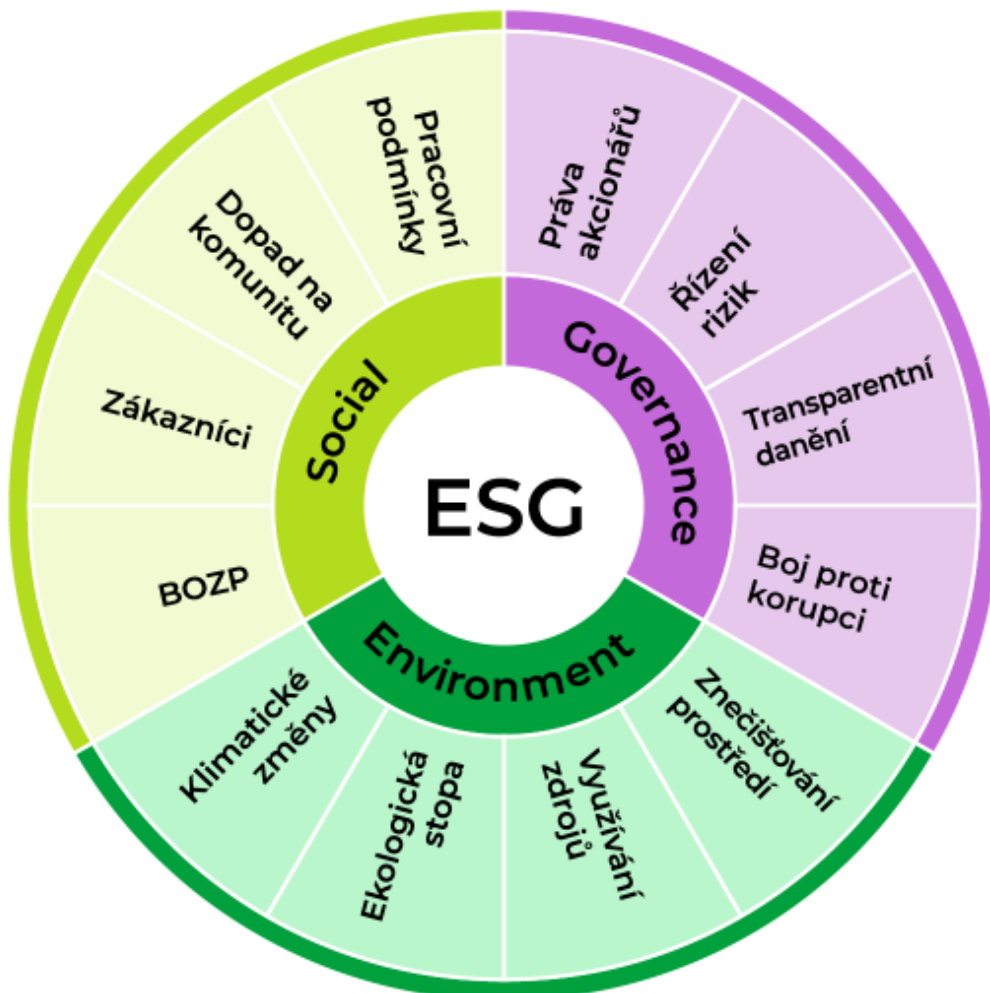 ESG
Governance
Práva
akcionářů
Řízení
rizik
Transparentní
danění
Boj proti
korupci
Environment
Znečišťování
prostředí
Využívání
zdrojů
Ekologická
stopa
Klimatické
změny
Social
BOZP
Zákazníci
Dopad na
komunitu
Pracovní
podmínky